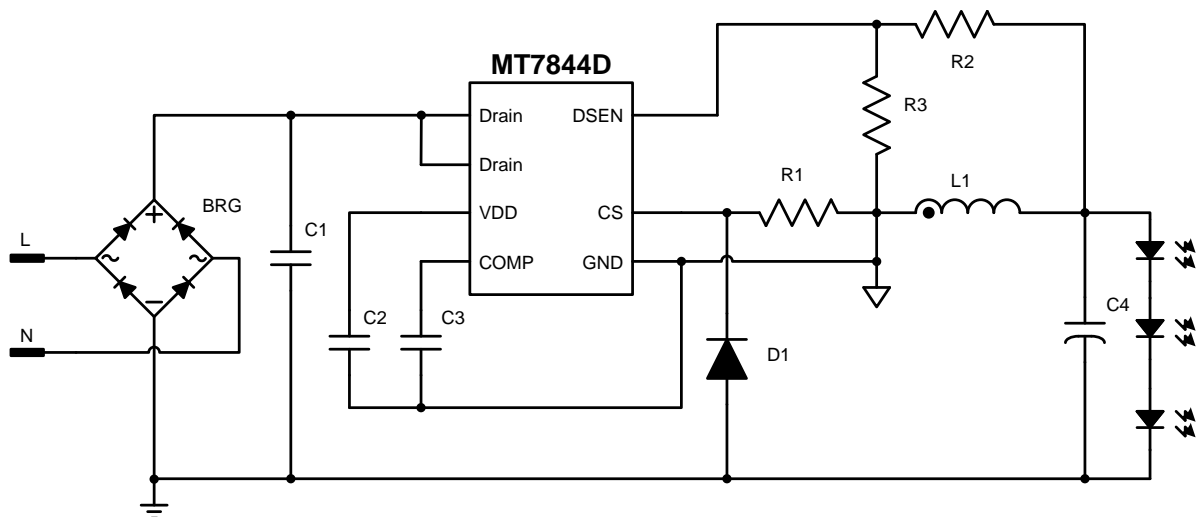 MT7844D
R2
Drain
DSEN
R3
Drain
R1
L1
BRG
VDD
CS
L
C1
COMP
GND
C2
C3
C4
N
D1